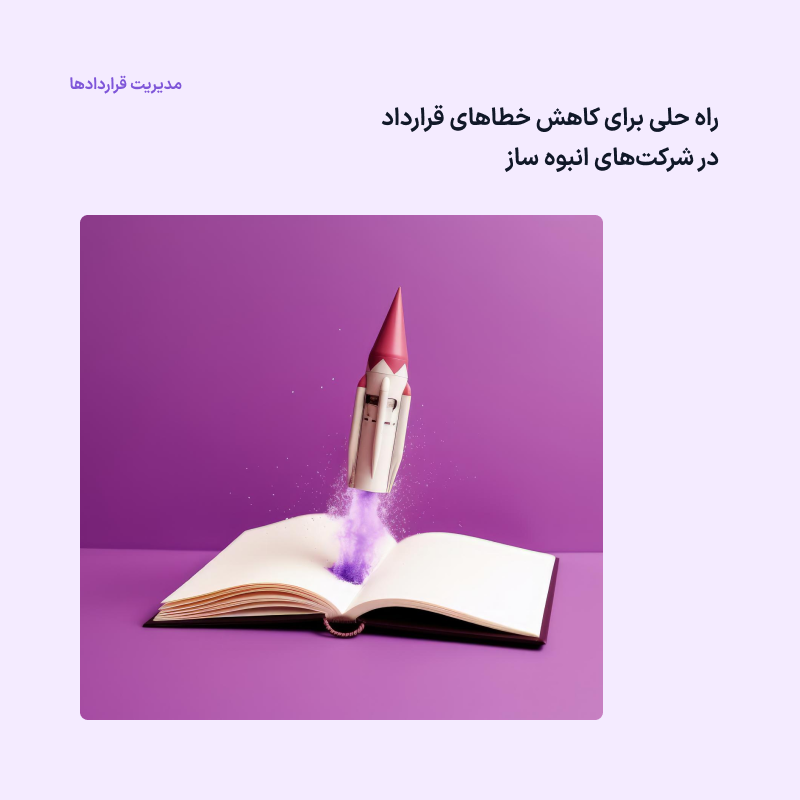 مدیریت قراردادها
راه حلی برای کاهش خطاهای قرارداد
در شرکت‌های انبوه ساز